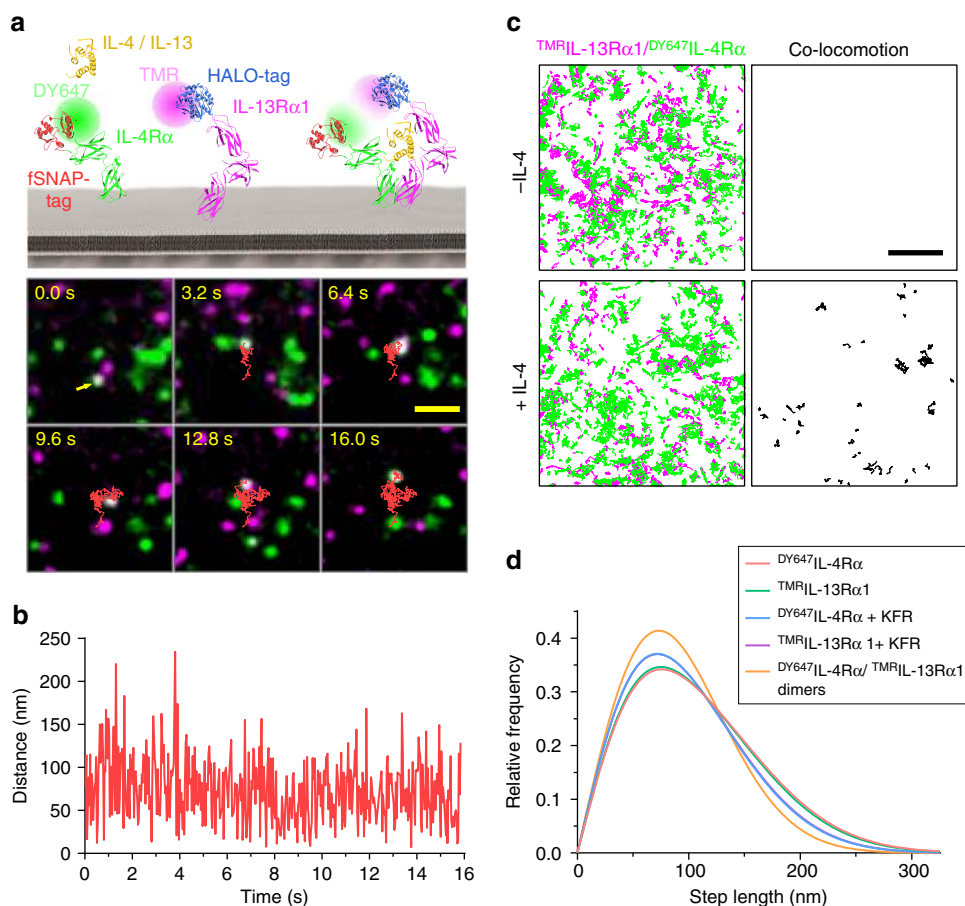 a
IL-4 / IL-13
DY647
TMR
HALO-tag
IL-13Rα1
IL-4Rα
fSNAP-
tag
0.0 s
3.2 s
6.4 s
9.6 s
12.8 s
16.0 s
b
250
200
150
100
50
0
Distance (nm)
0 2 4 6 8 10 12 14 16
Time (s)
c
TMRIL-13Rα1/DY647IL-4Rα
Co-locomotion
–IL-4
+ IL-4
d
DY647IL-4Rα
TMRIL-13Rα1
DY647IL-4Rα + KFR
TMRIL-13Rα 1+ KFR
DY647IL-4Rα/ TMRIL-13Rα1
dimers
0.4
0.3
0.2
0.1
0.0
Relative frequency
0 100 200 300
Step length (nm)